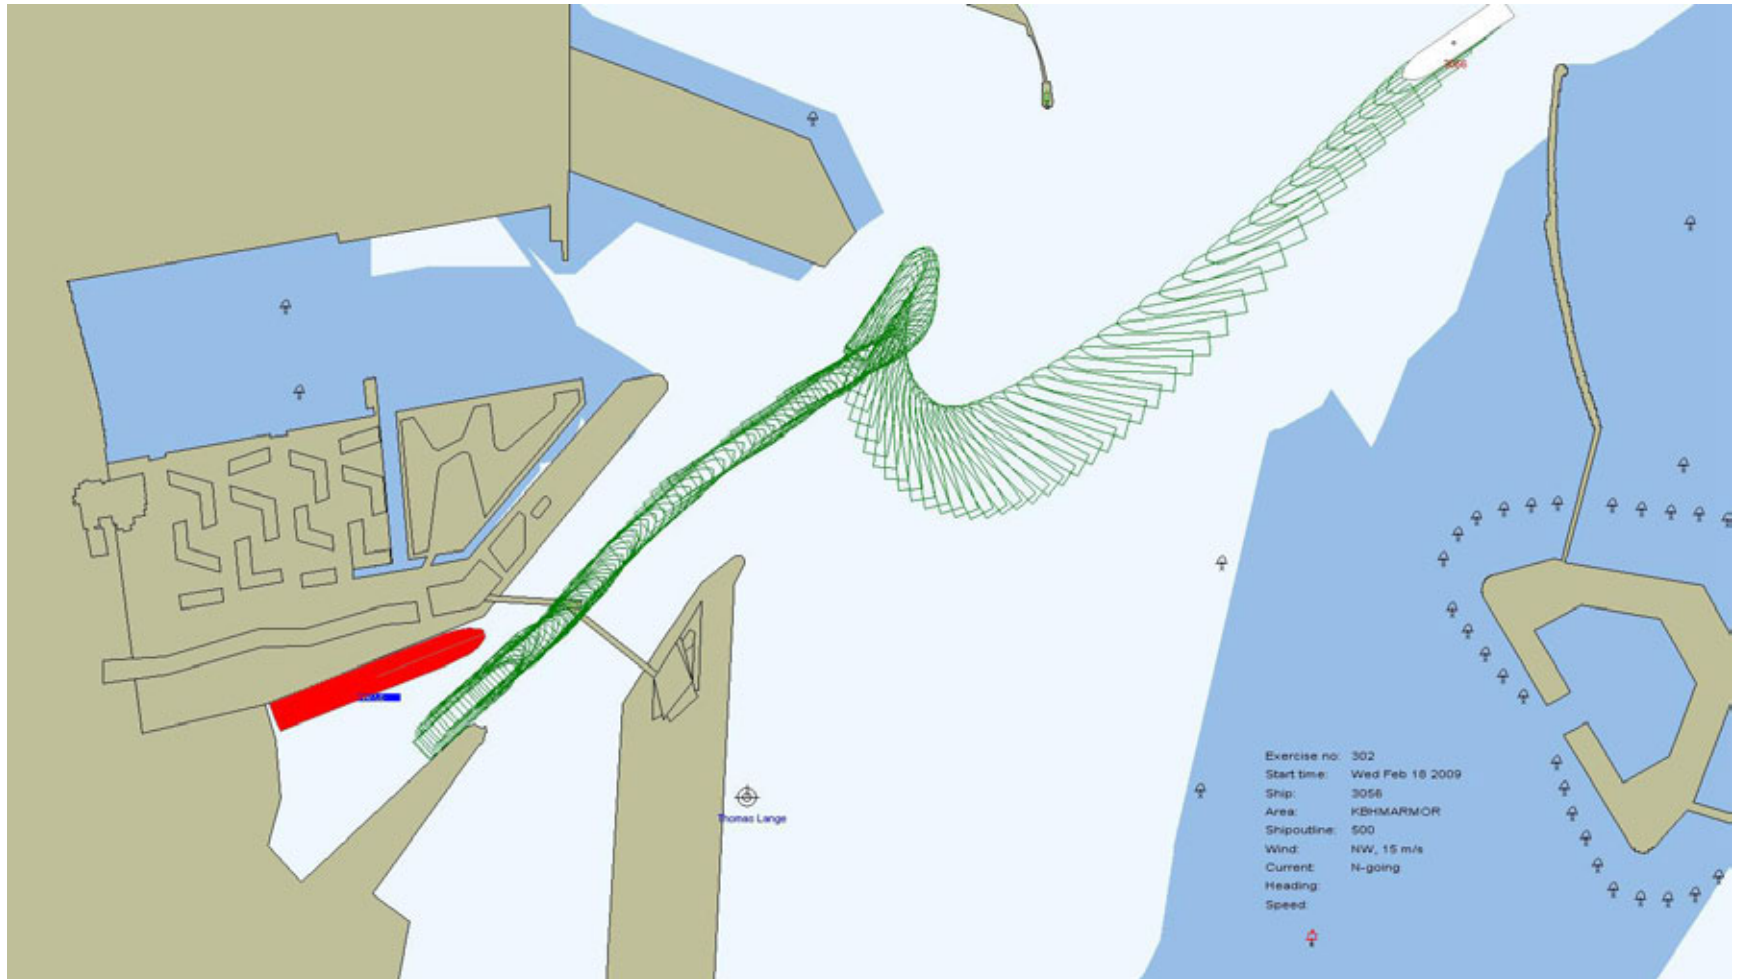 3056
Thomas Lange
Exercise no: 302
Start time: Wed Feb 18 2009
Ship: 3056
Area: KBHMARMOR
Shipoutline: 500
Wind: NW, 15 m/s
Current: N-going
Heading:
Speed: